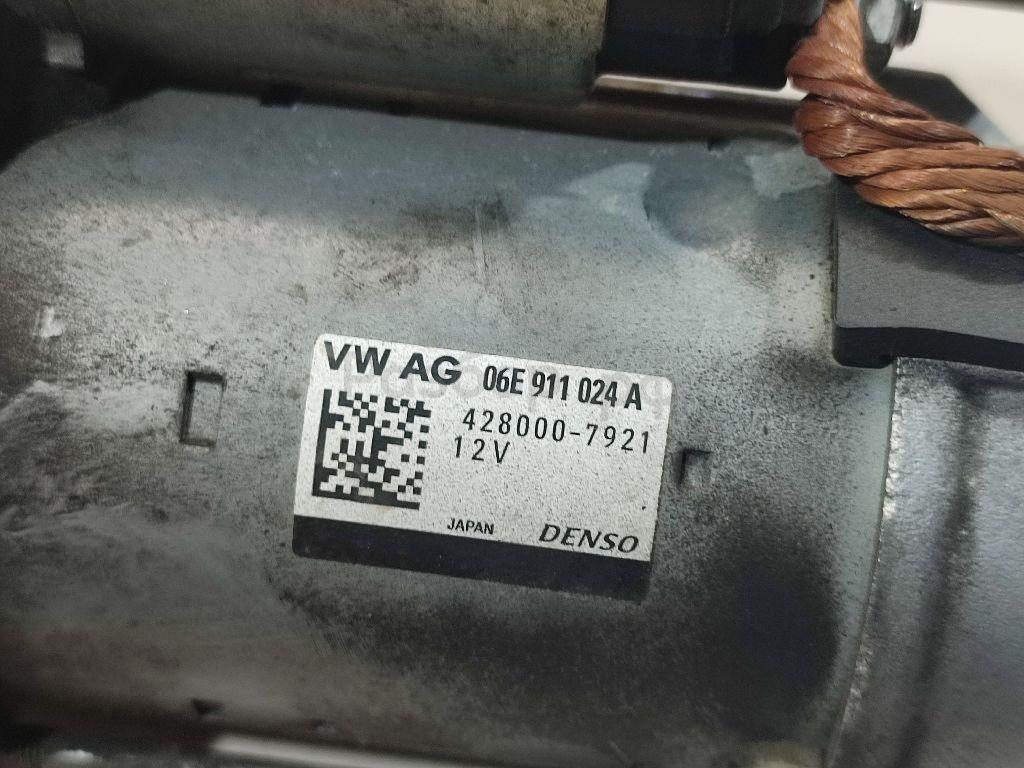 VW AG 06E 911 024 A
428000-7921
12V
JAPAN DENSO